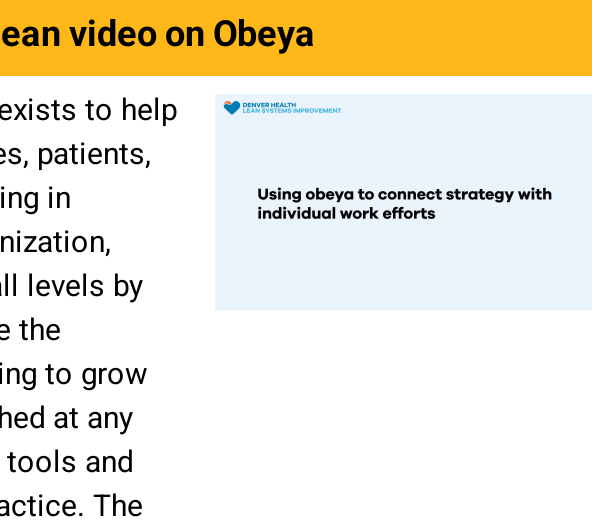 ean video on Obeya
exists to help
es, patients,
ing in
nization,
all levels by
e the
ing to grow
hed at any
tools and
actice. The
DENVER HEALTH
LEAN SYSTEMS IMPROVEMENT
Using obeya to connect strategy with
individual work efforts